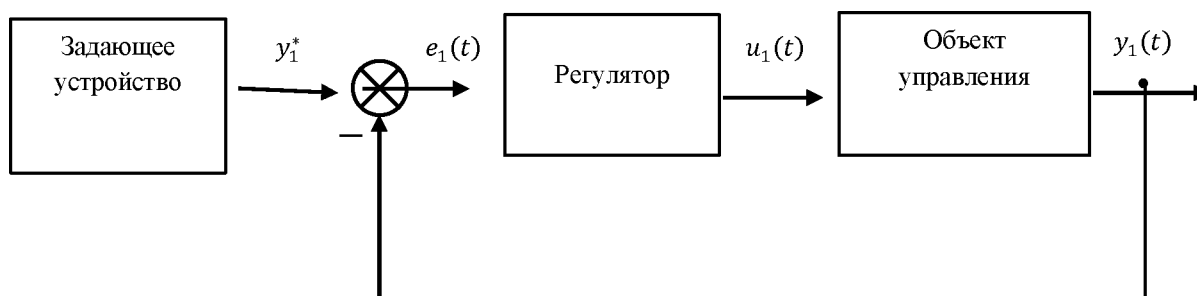 Задающее
устройство
y₁*
e₁(t)
Регулятор
u₁(t)
Объект
управления
y₁(t)
−